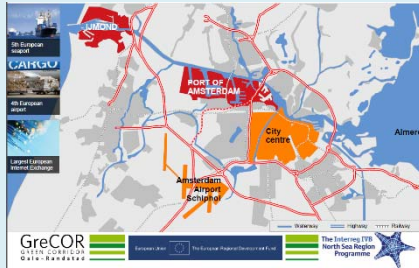 IJMOND
5th European
seaport
PORT OF
AMSTERDAM
CARGO
4th European
airport
City
centre
Almere
Largest European
Internet Exchange
Amsterdam
Airport
Schiphol
Waterway
Highway
Railway
GreCOR
GREEN CORRIDOR
Oslo-Randstad
European Union
The European Regional Development Fund
The Interreg IVB
North Sea Region
Programme